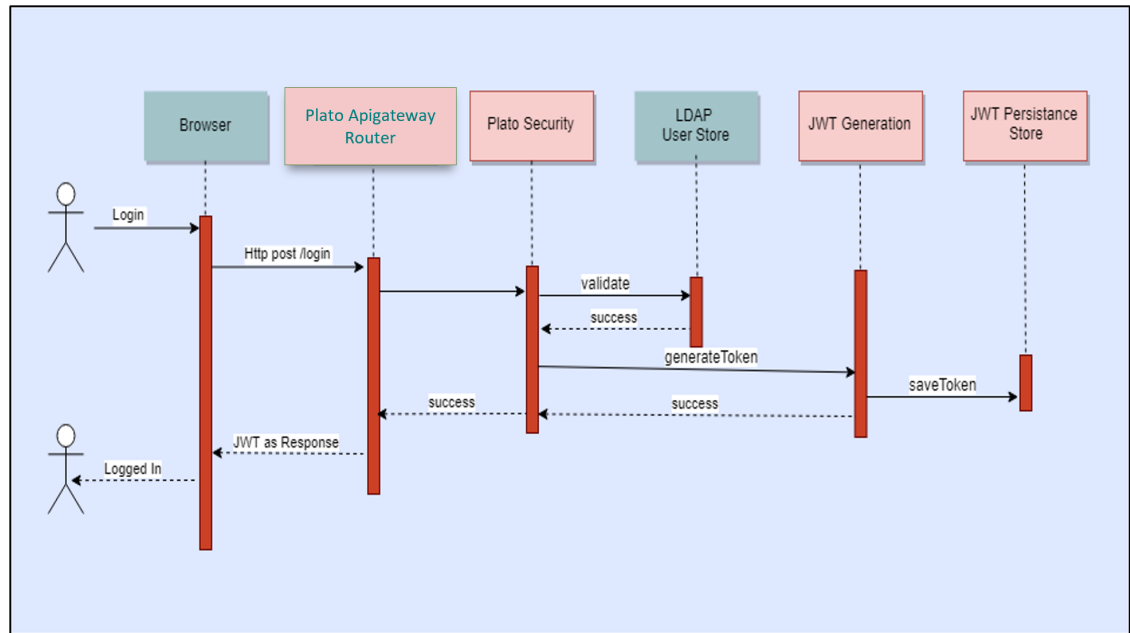 Browser
Plato Apigateway
Router
Plato Security
LDAP
User Store
JWT Generation
JWT Persistance
Store
Login
Http post /login
validate
success
generateToken
saveToken
success
success
JWT as Response
Logged In